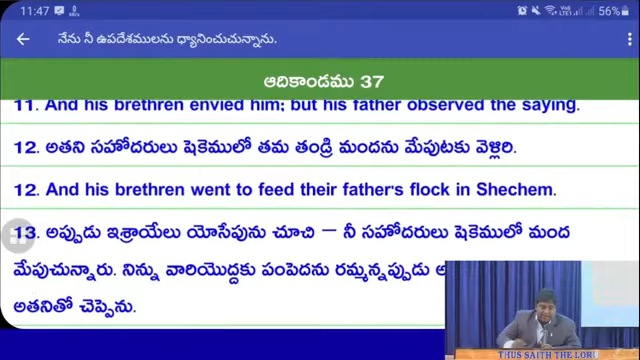 11:47
0
KB/s
56%
నేను నీ ఉపదేశములను ధ్యానించుచున్నాను.
ఆదికాండము 37
11. And his brethren envied him; but his father observed the saying.
12. అతని సహోదరులు షెకెములో తమ తండ్రి మందను మేపుటకు వెళ్లిరి.
12. And his brethren went to feed their father's flock in Shechem.
13. అప్పుడు ఇశ్రాయేలు యోసేపును చూచి — నీ సహోదరులు షెకెములో మంద
మేపుచున్నారు. నిన్ను వారియొద్దకు పంపెదను రమ్మన్నప్పుడు
అతనితో చెప్పెను.
THUS SAITH THE LORD